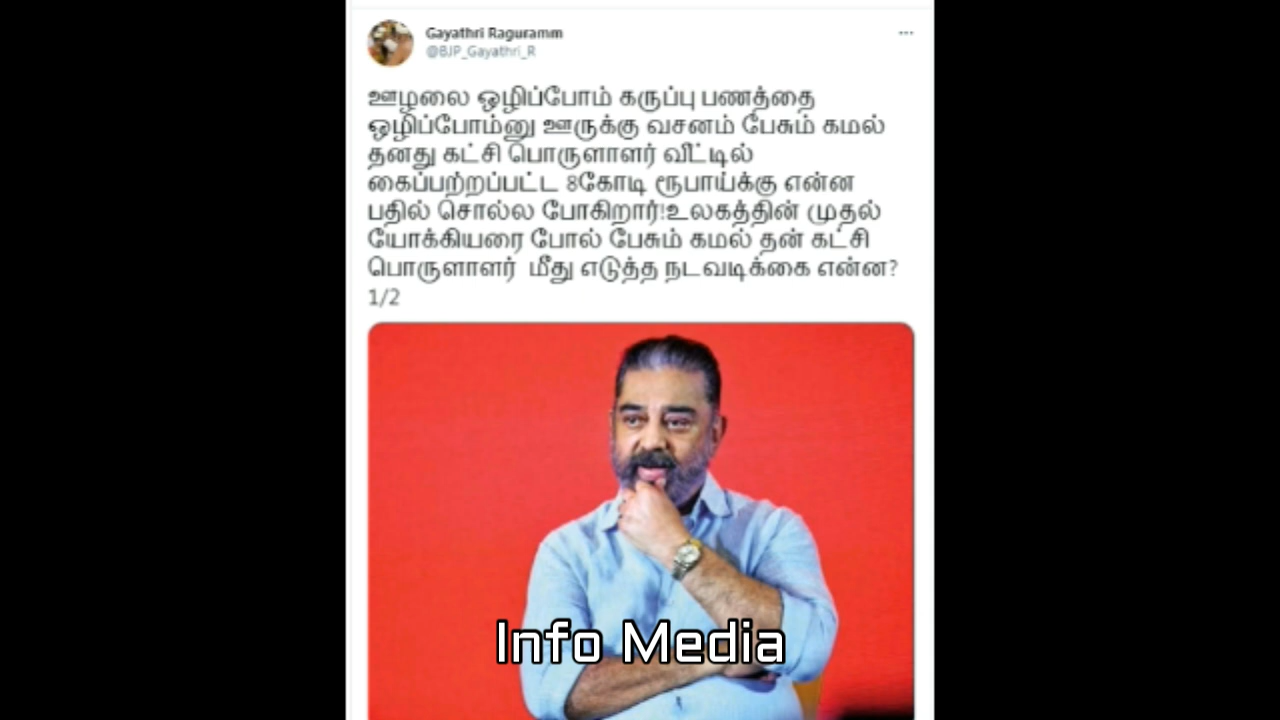 Gayathri Raguramm
@BJP_Gayathri_R
ஊழலை ஒழிப்போம் கருப்பு பணத்தை
ஒழிப்போம்னு ஊருக்கு வசனம் பேசும் கமல்
தனது கட்சி பொருளாளர் வீட்டில்
கைப்பற்றப்பட்ட 8கோடி ரூபாய்க்கு என்ன
பதில் சொல்ல போகிறார்!உலகத்தின் முதல்
யோக்கியரை போல் பேசும் கமல் தன் கட்சி
பொருளாளர் மீது எடுத்த நடவடிக்கை என்ன?
1/2
Info Media